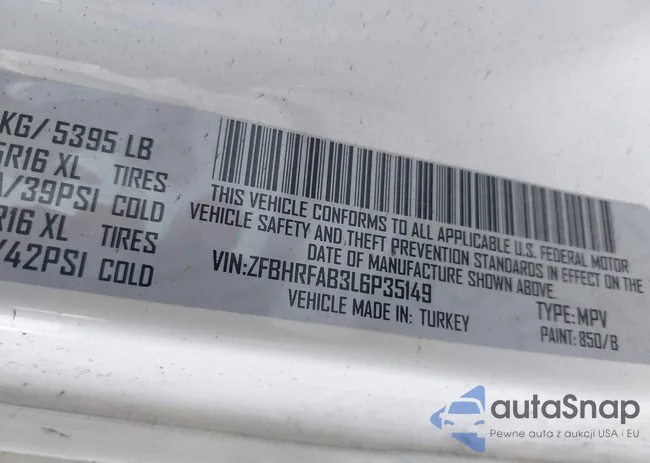 KG/ 5395 LB
R16 XL TIRES
/39PSI COLD
R16 XL TIRES
/42PSI COLD
THIS VEHICLE CONFORMS TO ALL APPLICABLE U.S. FEDERAL MOTOR
VEHICLE SAFETY AND THEFT PREVENTION STANDARDS IN EFFECT ON THE
DATE OF MANUFACTURE SHOWN ABOVE.
VIN:ZFBHRFAB3L6P35149
TYPE:MPV
VEHICLE MADE IN: TURKEY
PAINT: 850/B
autaSnap
Pewne auta z aukcji USA i EU